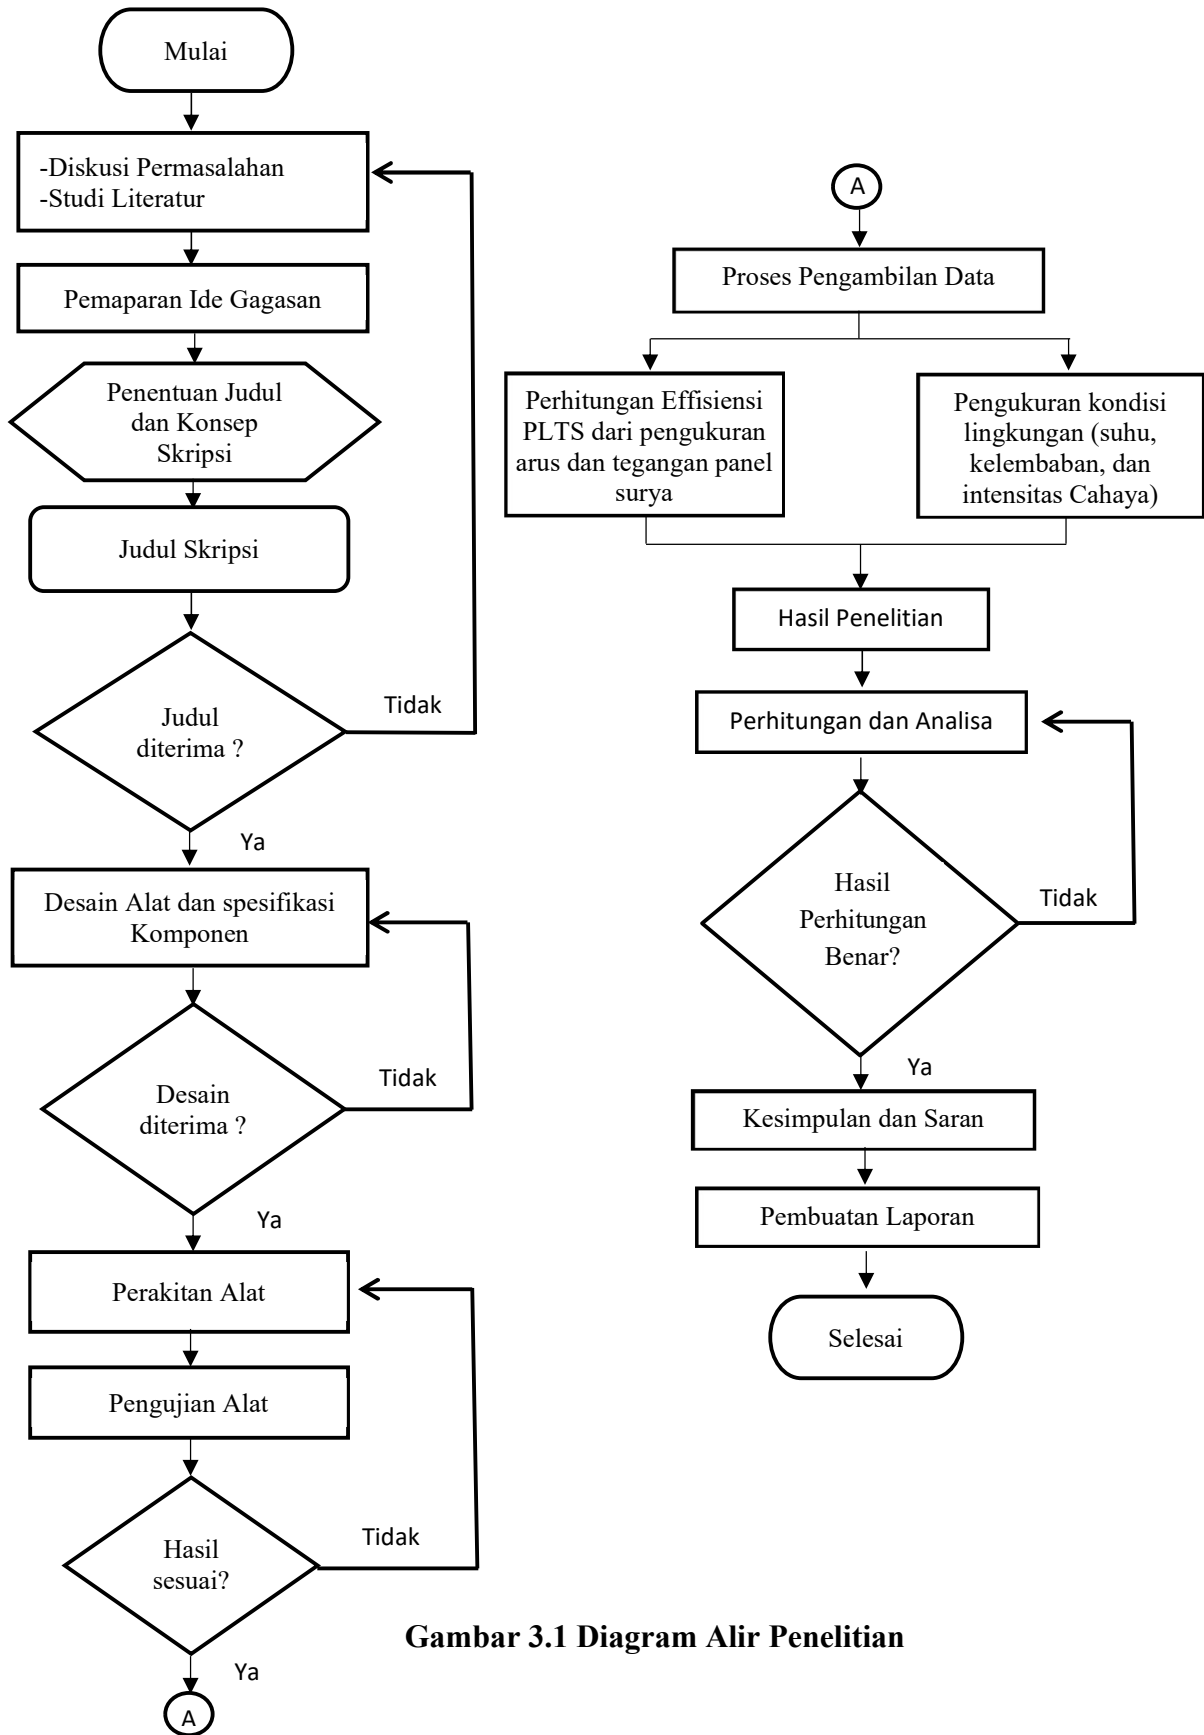 Mulai
-Diskusi Permasalahan
-Studi Literatur
Pemaparan Ide Gagasan
Penentuan Judul
dan Konsep
Skripsi
Judul Skripsi
Judul
diterima ?
Tidak
Ya
Desain Alat dan spesifikasi
Komponen
Desain
diterima ?
Tidak
Ya
Perakitan Alat
Pengujian Alat
Hasil
sesuai?
Tidak
Ya
A
A
Proses Pengambilan Data
Perhitungan Effisiensi
PLTS dari pengukuran
arus dan tegangan panel
surya
Pengukuran kondisi
lingkungan (suhu,
kelembaban, dan
intensitas Cahaya)
Hasil Penelitian
Perhitungan dan Analisa
Hasil
Perhitungan
Benar?
Tidak
Ya
Kesimpulan dan Saran
Pembuatan Laporan
Selesai
Gambar 3.1 Diagram Alir Penelitian